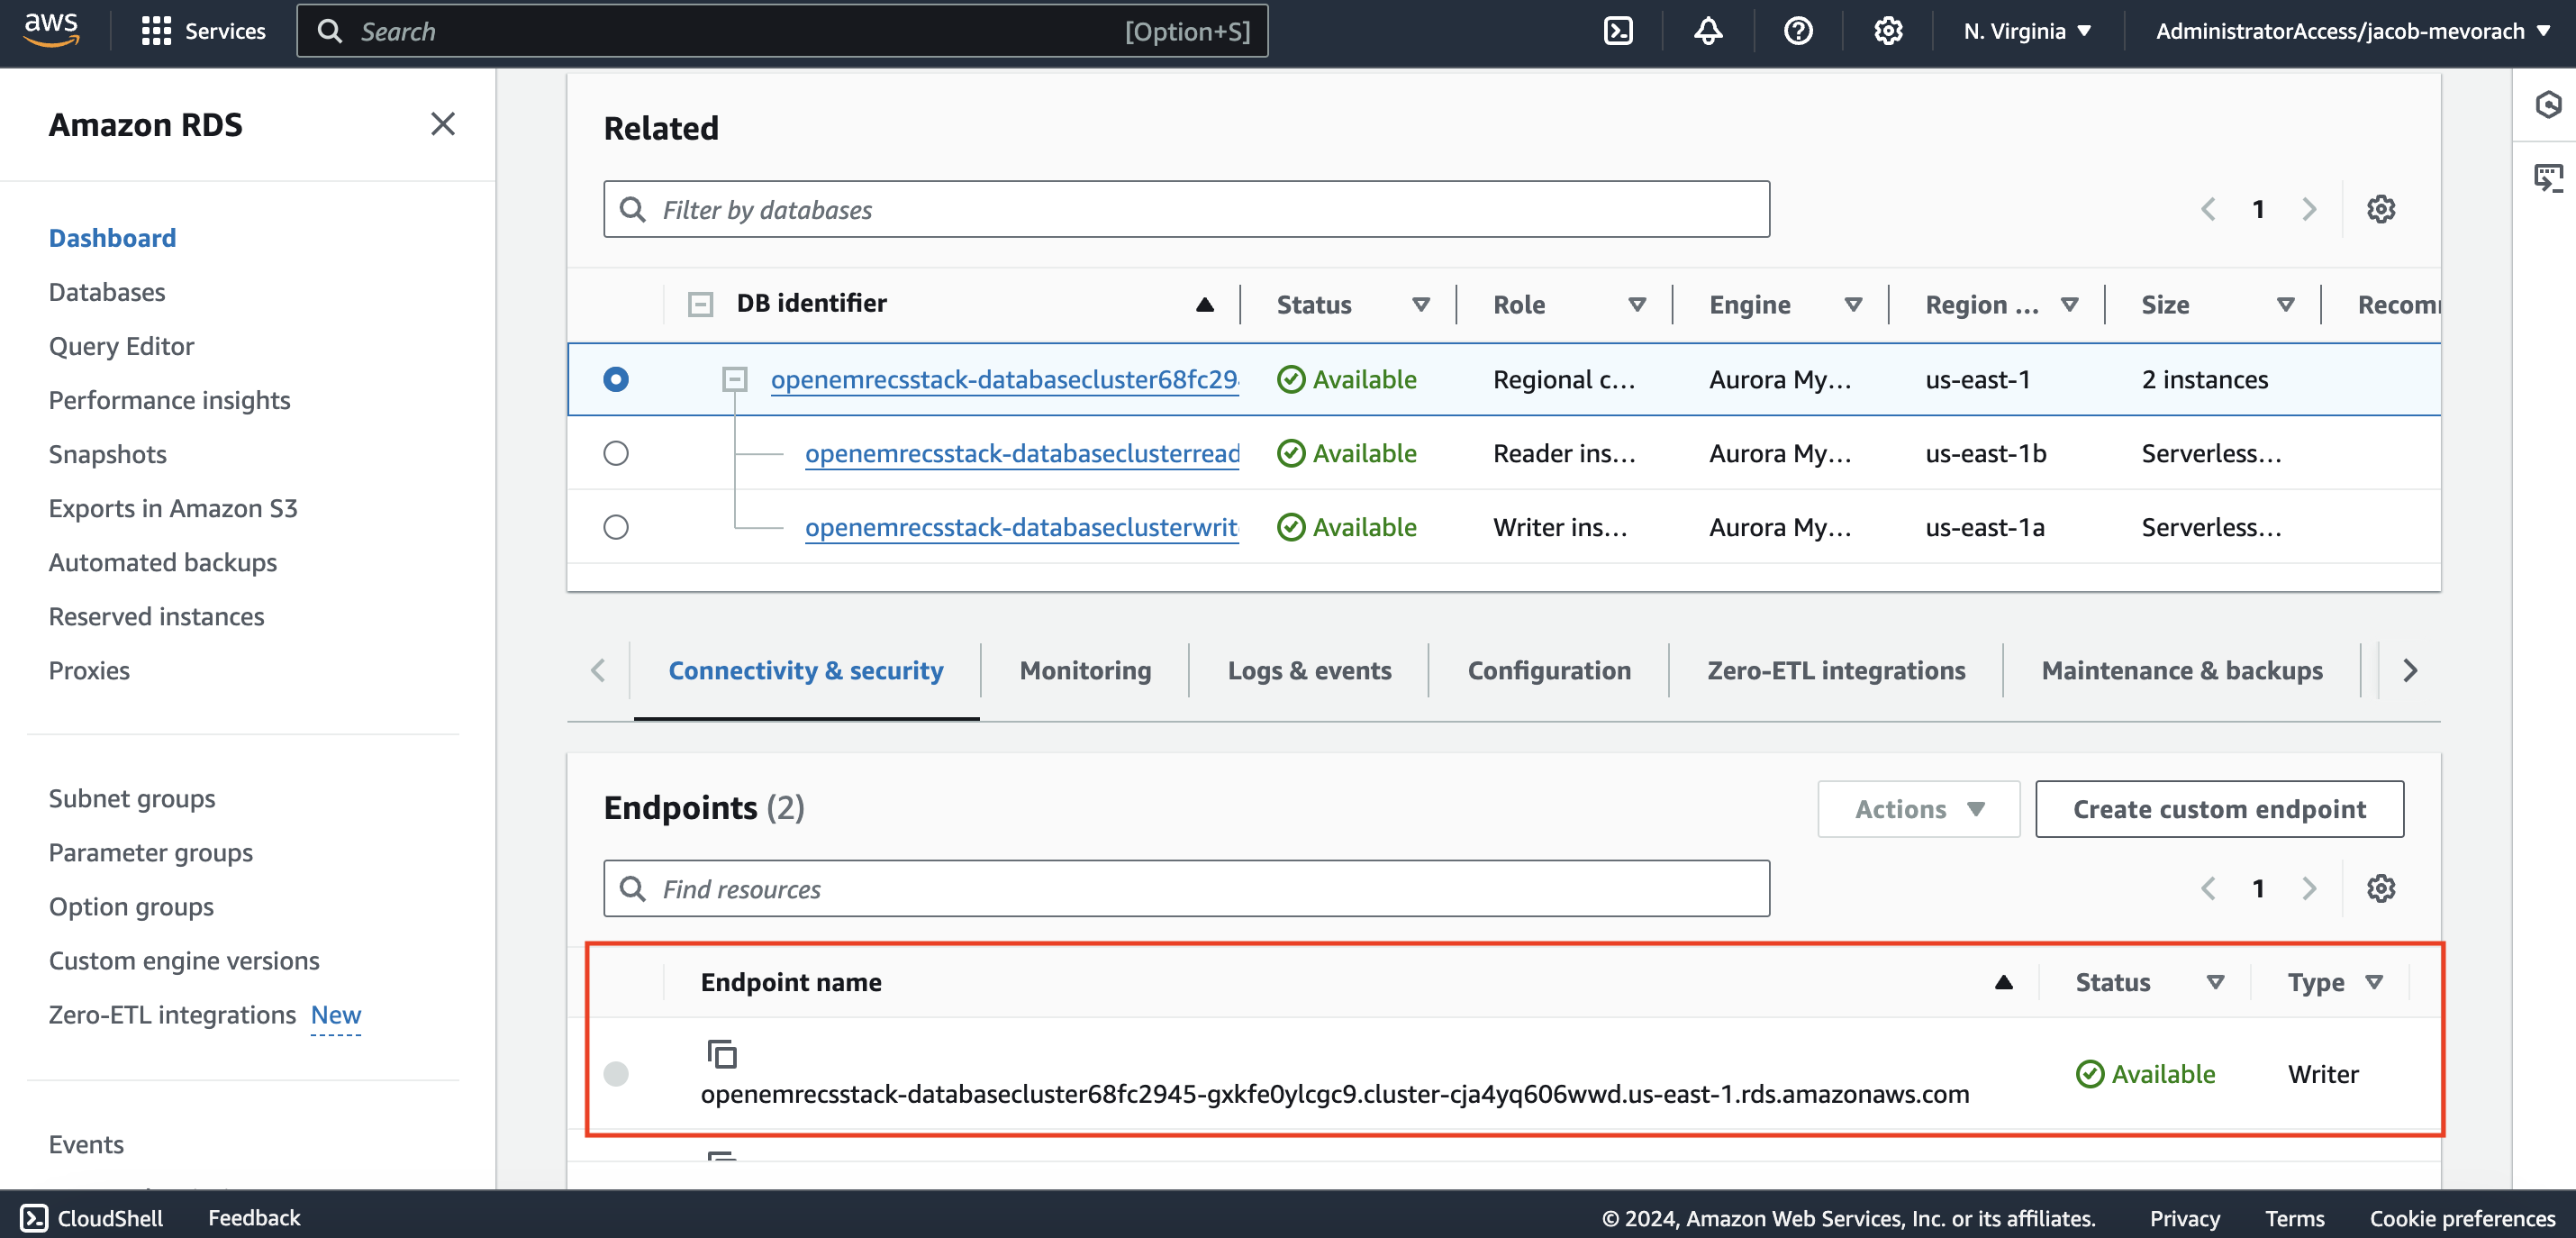 aws
Services
Search
[Option+S]
N. Virginia
AdministratorAccess/jacob-mevorach
Amazon RDS
Dashboard
Databases
Query Editor
Performance insights
Snapshots
Exports in Amazon S3
Automated backups
Reserved instances
Proxies
Subnet groups
Parameter groups
Option groups
Custom engine versions
Zero-ETL integrations New
Events
Related
Filter by databases
1
DB identifier Status Role Engine Region ... Size Recom
openemrecsstack-databasecluster68fc29 Available Regional c... Aurora My... us-east-1 2 instances
openemrecsstack-databaseclusterread Available Reader ins... Aurora My... us-east-1b Serverless...
openemrecsstack-databaseclusterwrit Available Writer ins... Aurora My... us-east-1a Serverless...
Connectivity & security Monitoring Logs & events Configuration Zero-ETL integrations Maintenance & backups
Endpoints (2)
Actions
Create custom endpoint
Find resources
1
Endpoint name Status Type
openemrecsstack-databasecluster68fc2945-gxkfe0ylcgc9.cluster-cja4yq606wwd.us-east-1.rds.amazonaws.com Available Writer
CloudShell Feedback © 2024, Amazon Web Services, Inc. or its affiliates. Privacy Terms Cookie preferences